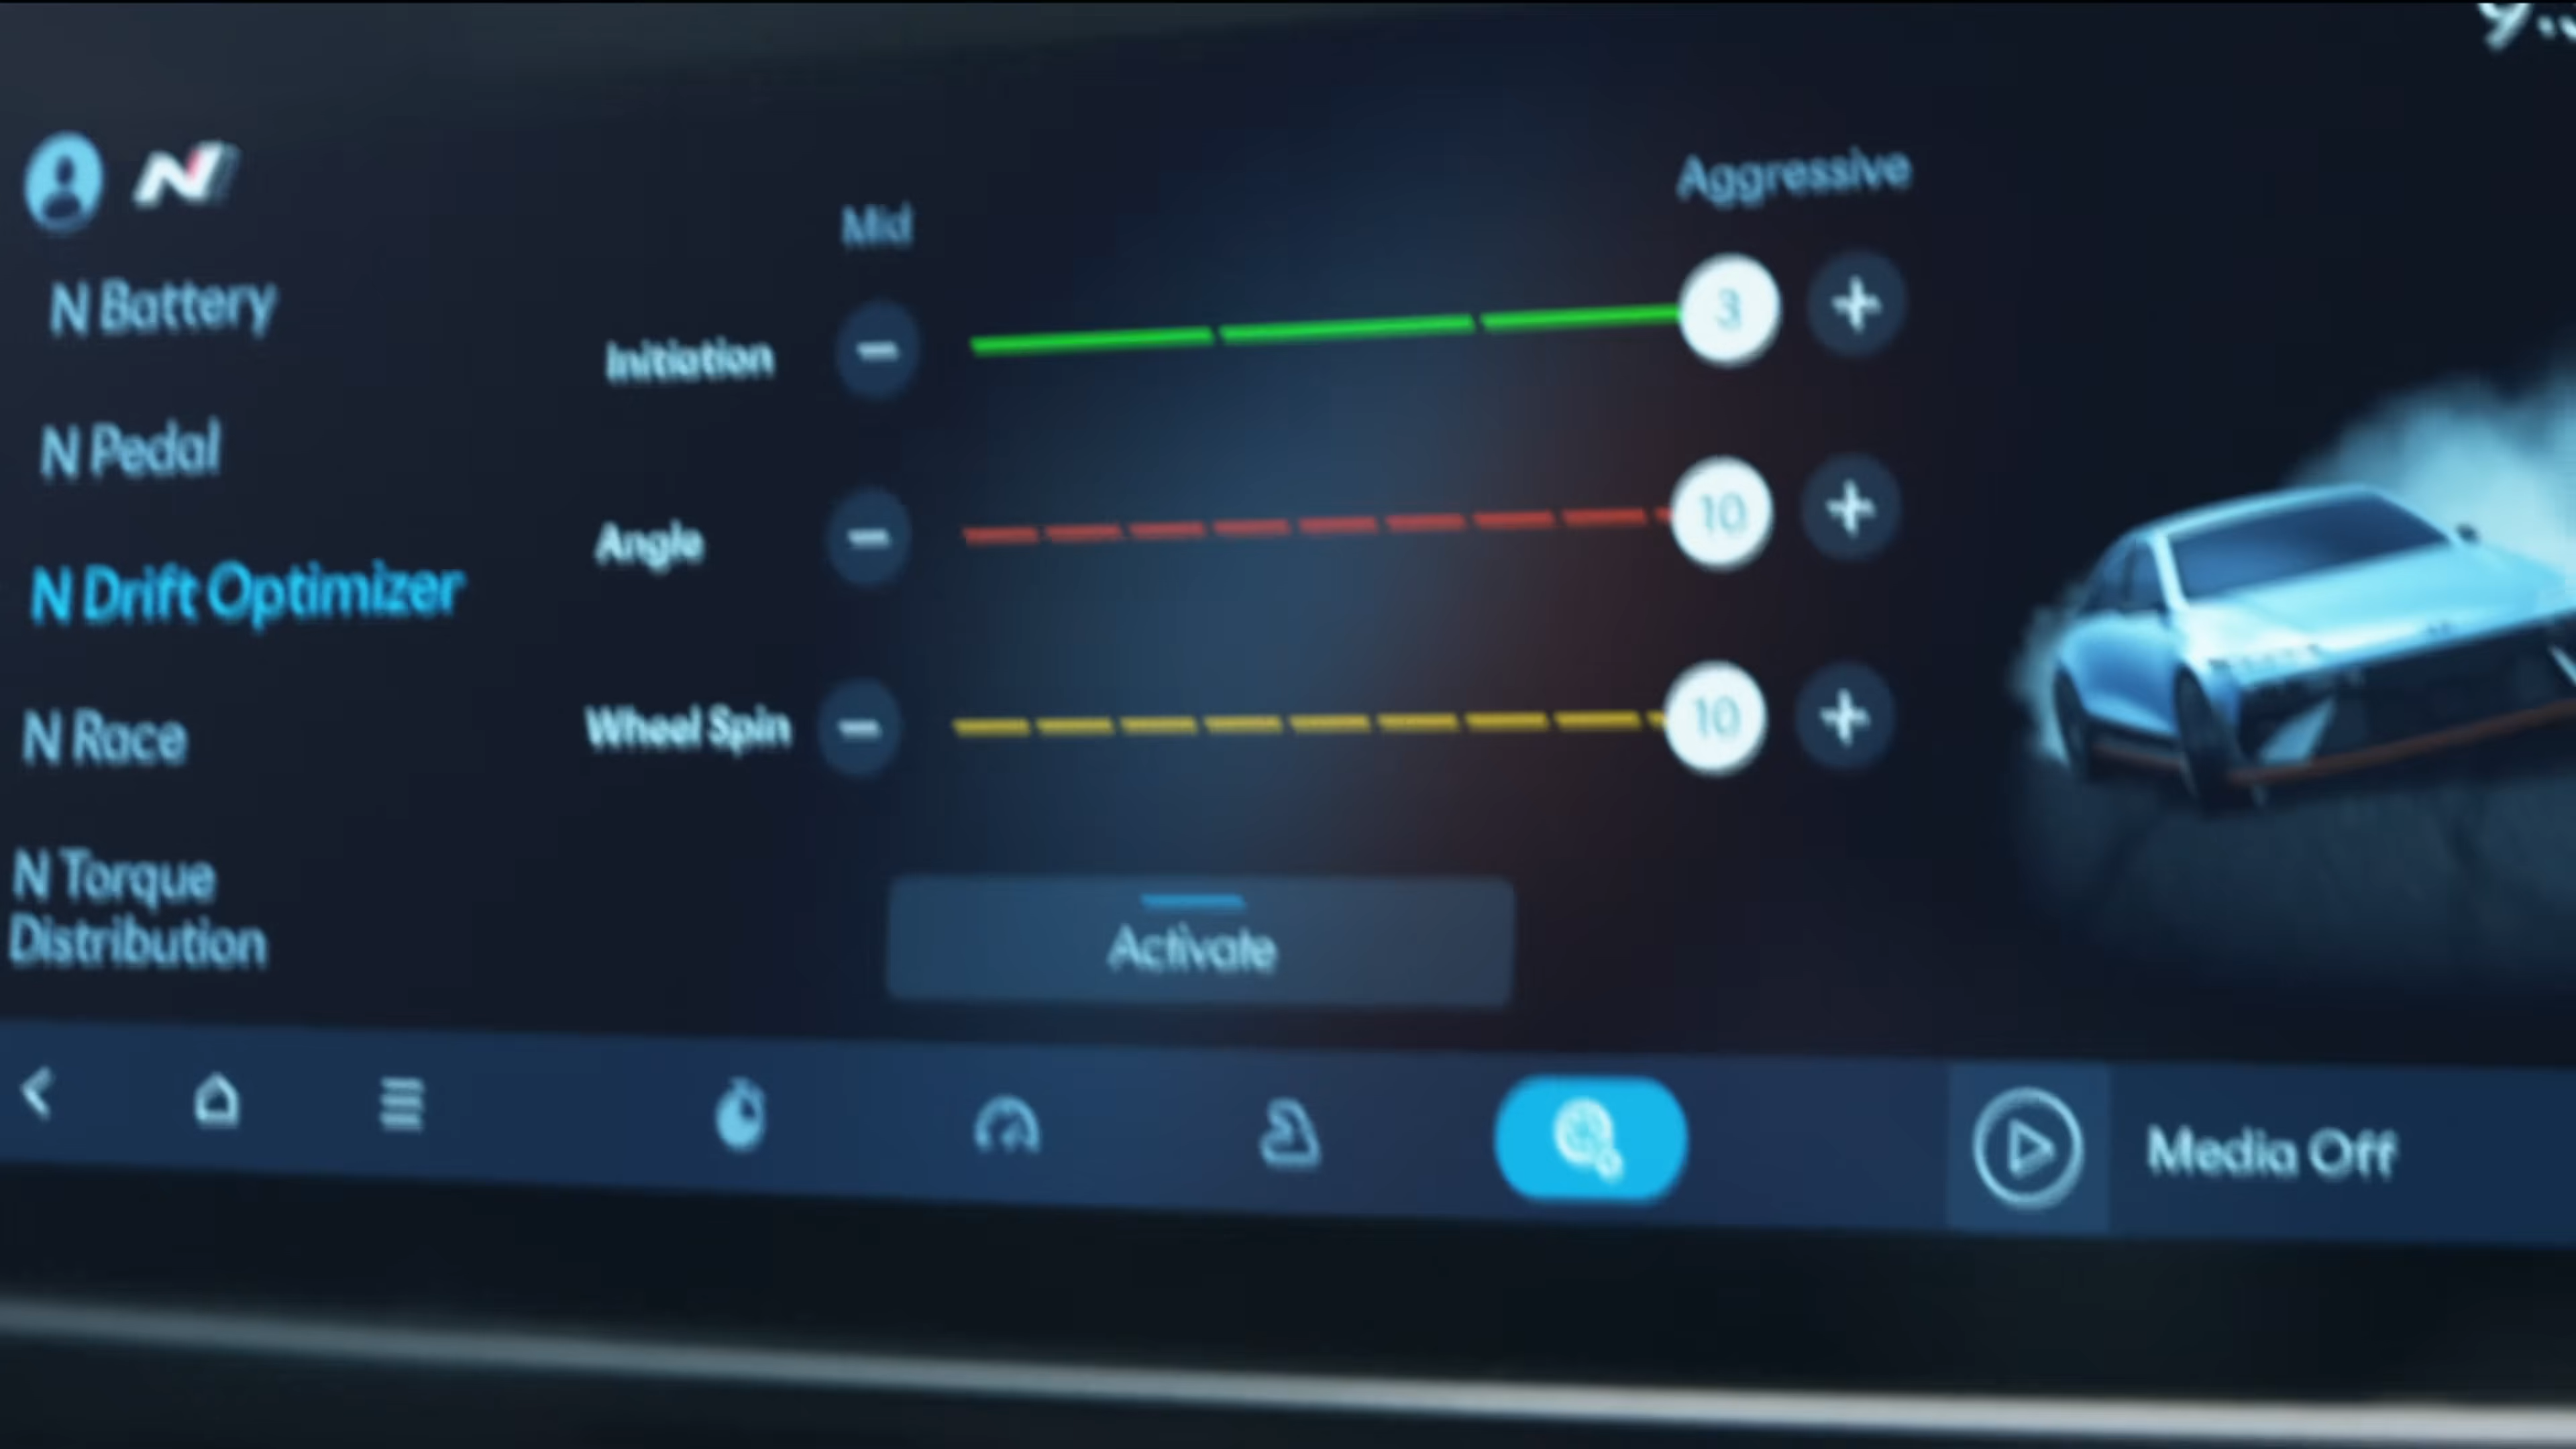 N
N Battery
N Pedal
N Drift Optimizer
N Race
N Torque
Distribution
Mid
Aggressive
Initiation
3
Angle
10
Wheel Spin
10
Activate
Media Off